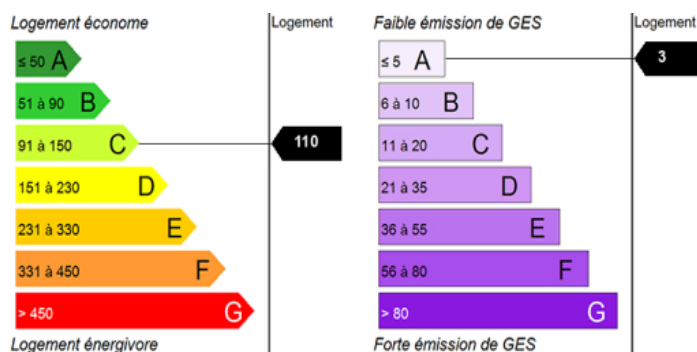 Logement économe
Logement
≤ 50 A
51 à 90 B
91 à 150 C
110
151 à 230 D
231 à 330 E
331 à 450 F
> 450 G
Logement énergivore
Faible émission de GES
Logement
≤ 5 A
3
6 à 10 B
11 à 20 C
21 à 35 D
36 à 55 E
56 à 80 F
> 80 G
Forte émission de GES